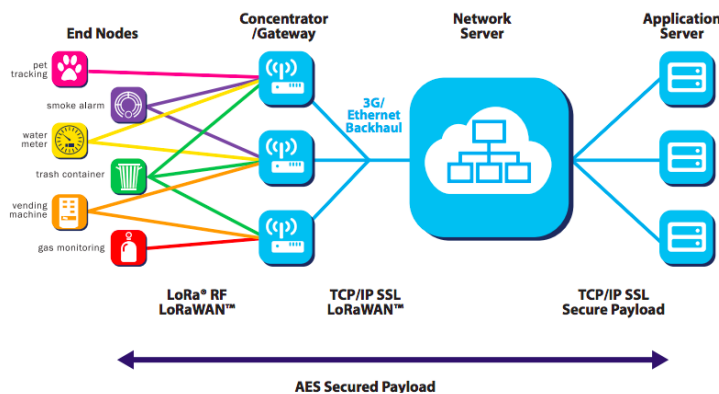 End Nodes
Concentrator
/Gateway
Network
Server
Application
Server
pet
tracking
smoke alarm
water
meter
trash container
vending
machine
gas monitoring
3G/
Ethernet
Backhaul
LoRa® RF
LoRaWAN™
TCP/IP SSL
LoRaWAN™
TCP/IP SSL
Secure Payload
AES Secured Payload